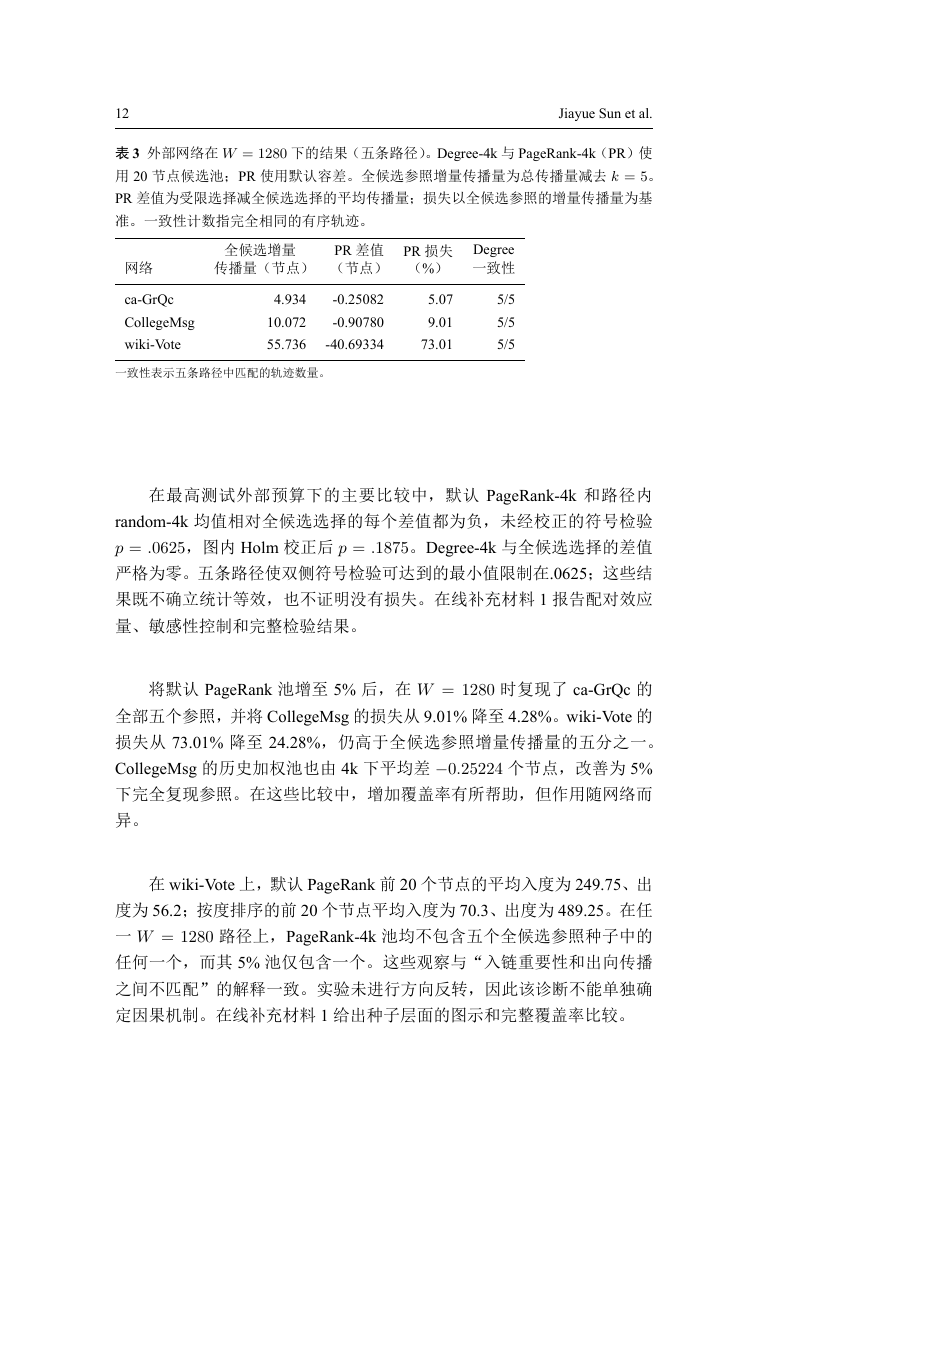 12 Jiayue Sun et al.
表 3 外部网络在 W = 1280 下的结果（五条路径）。Degree-4k 与 PageRank-4k（PR）使
用 20 节点候选池；PR 使用默认容差。全候选参照增量传播量为总传播量减去 k = 5。
PR 差值为受限选择减全候选选择的平均传播量；损失以全候选参照的增量传播量为基
准。一致性计数指完全相同的有序轨迹。
全候选增量 PR 差值 PR 损失 Degree
网络 传播量（节点） （节点） （%） 一致性
ca-GrQc 4.934 -0.25082 5.07 5/5
CollegeMsg 10.072 -0.90780 9.01 5/5
wiki-Vote 55.736 -40.69334 73.01 5/5
一致性表示五条路径中匹配的轨迹数量。
在最高测试外部预算下的主要比较中，默认 PageRank-4k 和路径内
random-4k 均值相对全候选选择的每个差值都为负，未经校正的符号检验
p = .0625，图内 Holm 校正后 p = .1875。Degree-4k 与全候选选择的差值
严格为零。五条路径使双侧符号检验可达到的最小值限制在.0625；这些结
果既不确立统计等效，也不证明没有损失。在线补充材料 1 报告配对效应
量、敏感性控制和完整检验结果。
将默认 PageRank 池增至 5% 后，在 W = 1280 时复现了 ca-GrQc 的
全部五个参照，并将 CollegeMsg 的损失从 9.01% 降至 4.28%。wiki-Vote 的
损失从 73.01% 降至 24.28%，仍高于全候选参照增量传播量的五分之一。
CollegeMsg 的历史加权池也由 4k 下平均差 −0.25224 个节点，改善为 5%
下完全复现参照。在这些比较中，增加覆盖率有所帮助，但作用随网络而
异。
在 wiki-Vote 上，默认 PageRank 前 20 个节点的平均入度为 249.75、出
度为 56.2；按度排序的前 20 个节点平均入度为 70.3、出度为 489.25。在任
一 W = 1280 路径上，PageRank-4k 池均不包含五个全候选参照种子中的
任何一个，而其 5% 池仅包含一个。这些观察与“入链重要性和出向传播
之间不匹配”的解释一致。实验未进行方向反转，因此该诊断不能单独确
定因果机制。在线补充材料 1 给出种子层面的图示和完整覆盖率比较。